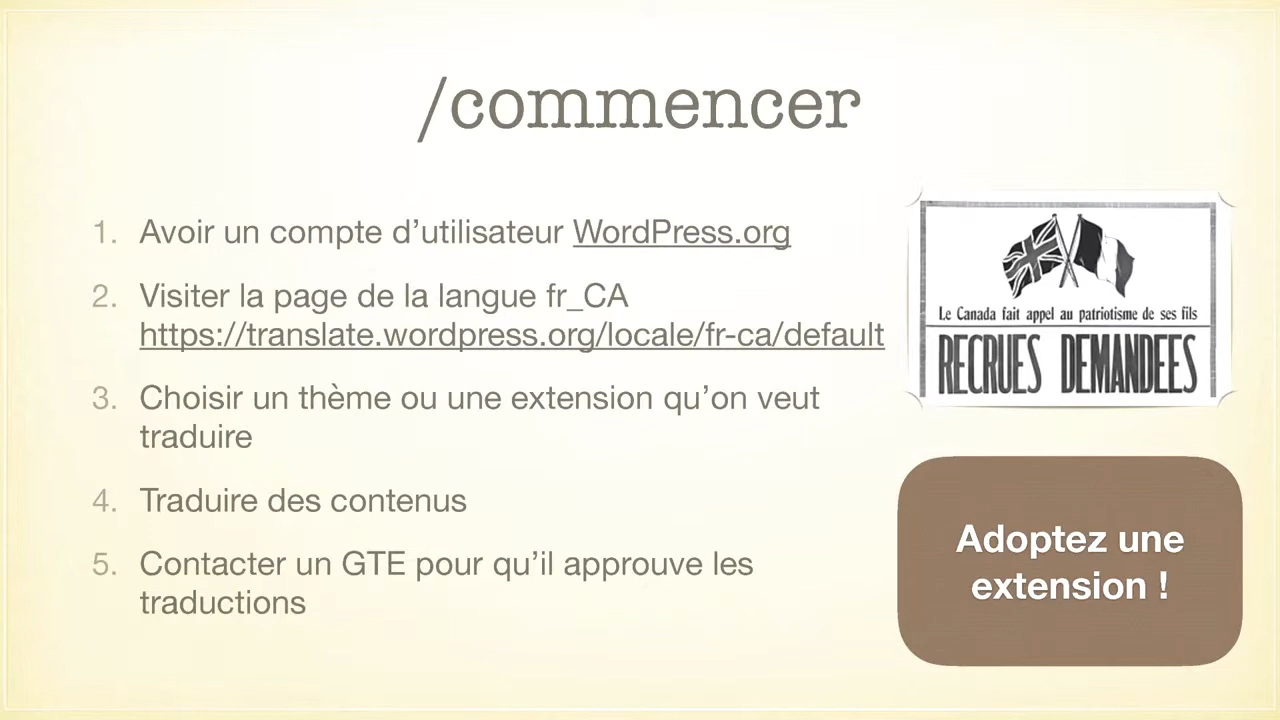 /commencer
1. Avoir un compte d’utilisateur WordPress.org
2. Visiter la page de la langue fr_CA
https://translate.wordpress.org/locale/fr-ca/default
3. Choisir un thème ou une extension qu’on veut
traduire
4. Traduire des contenus
5. Contacter un GTE pour qu’il approuve les
traductions
Le Canada fait appel au patriotisme de ses fils
RECRUES DEMANDEES
Adoptez une
extension !